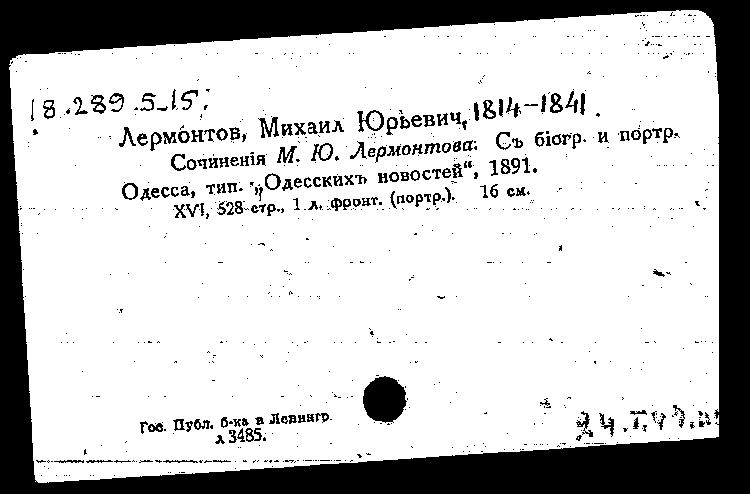 18.289.5-15.
Лермонтов, Михаил Юрьевич, 1814-1841.
Сочиненія М. Ю. Лермонтова. Съ біогр. и портр.
Одесса, тип. „Одесскихъ новостей“, 1891.
XVI, 528 стр., 1 л. фронт. (портр.). 16 см.
Гос. Публ. б-ка в Ленингр.
л 3485.
24.